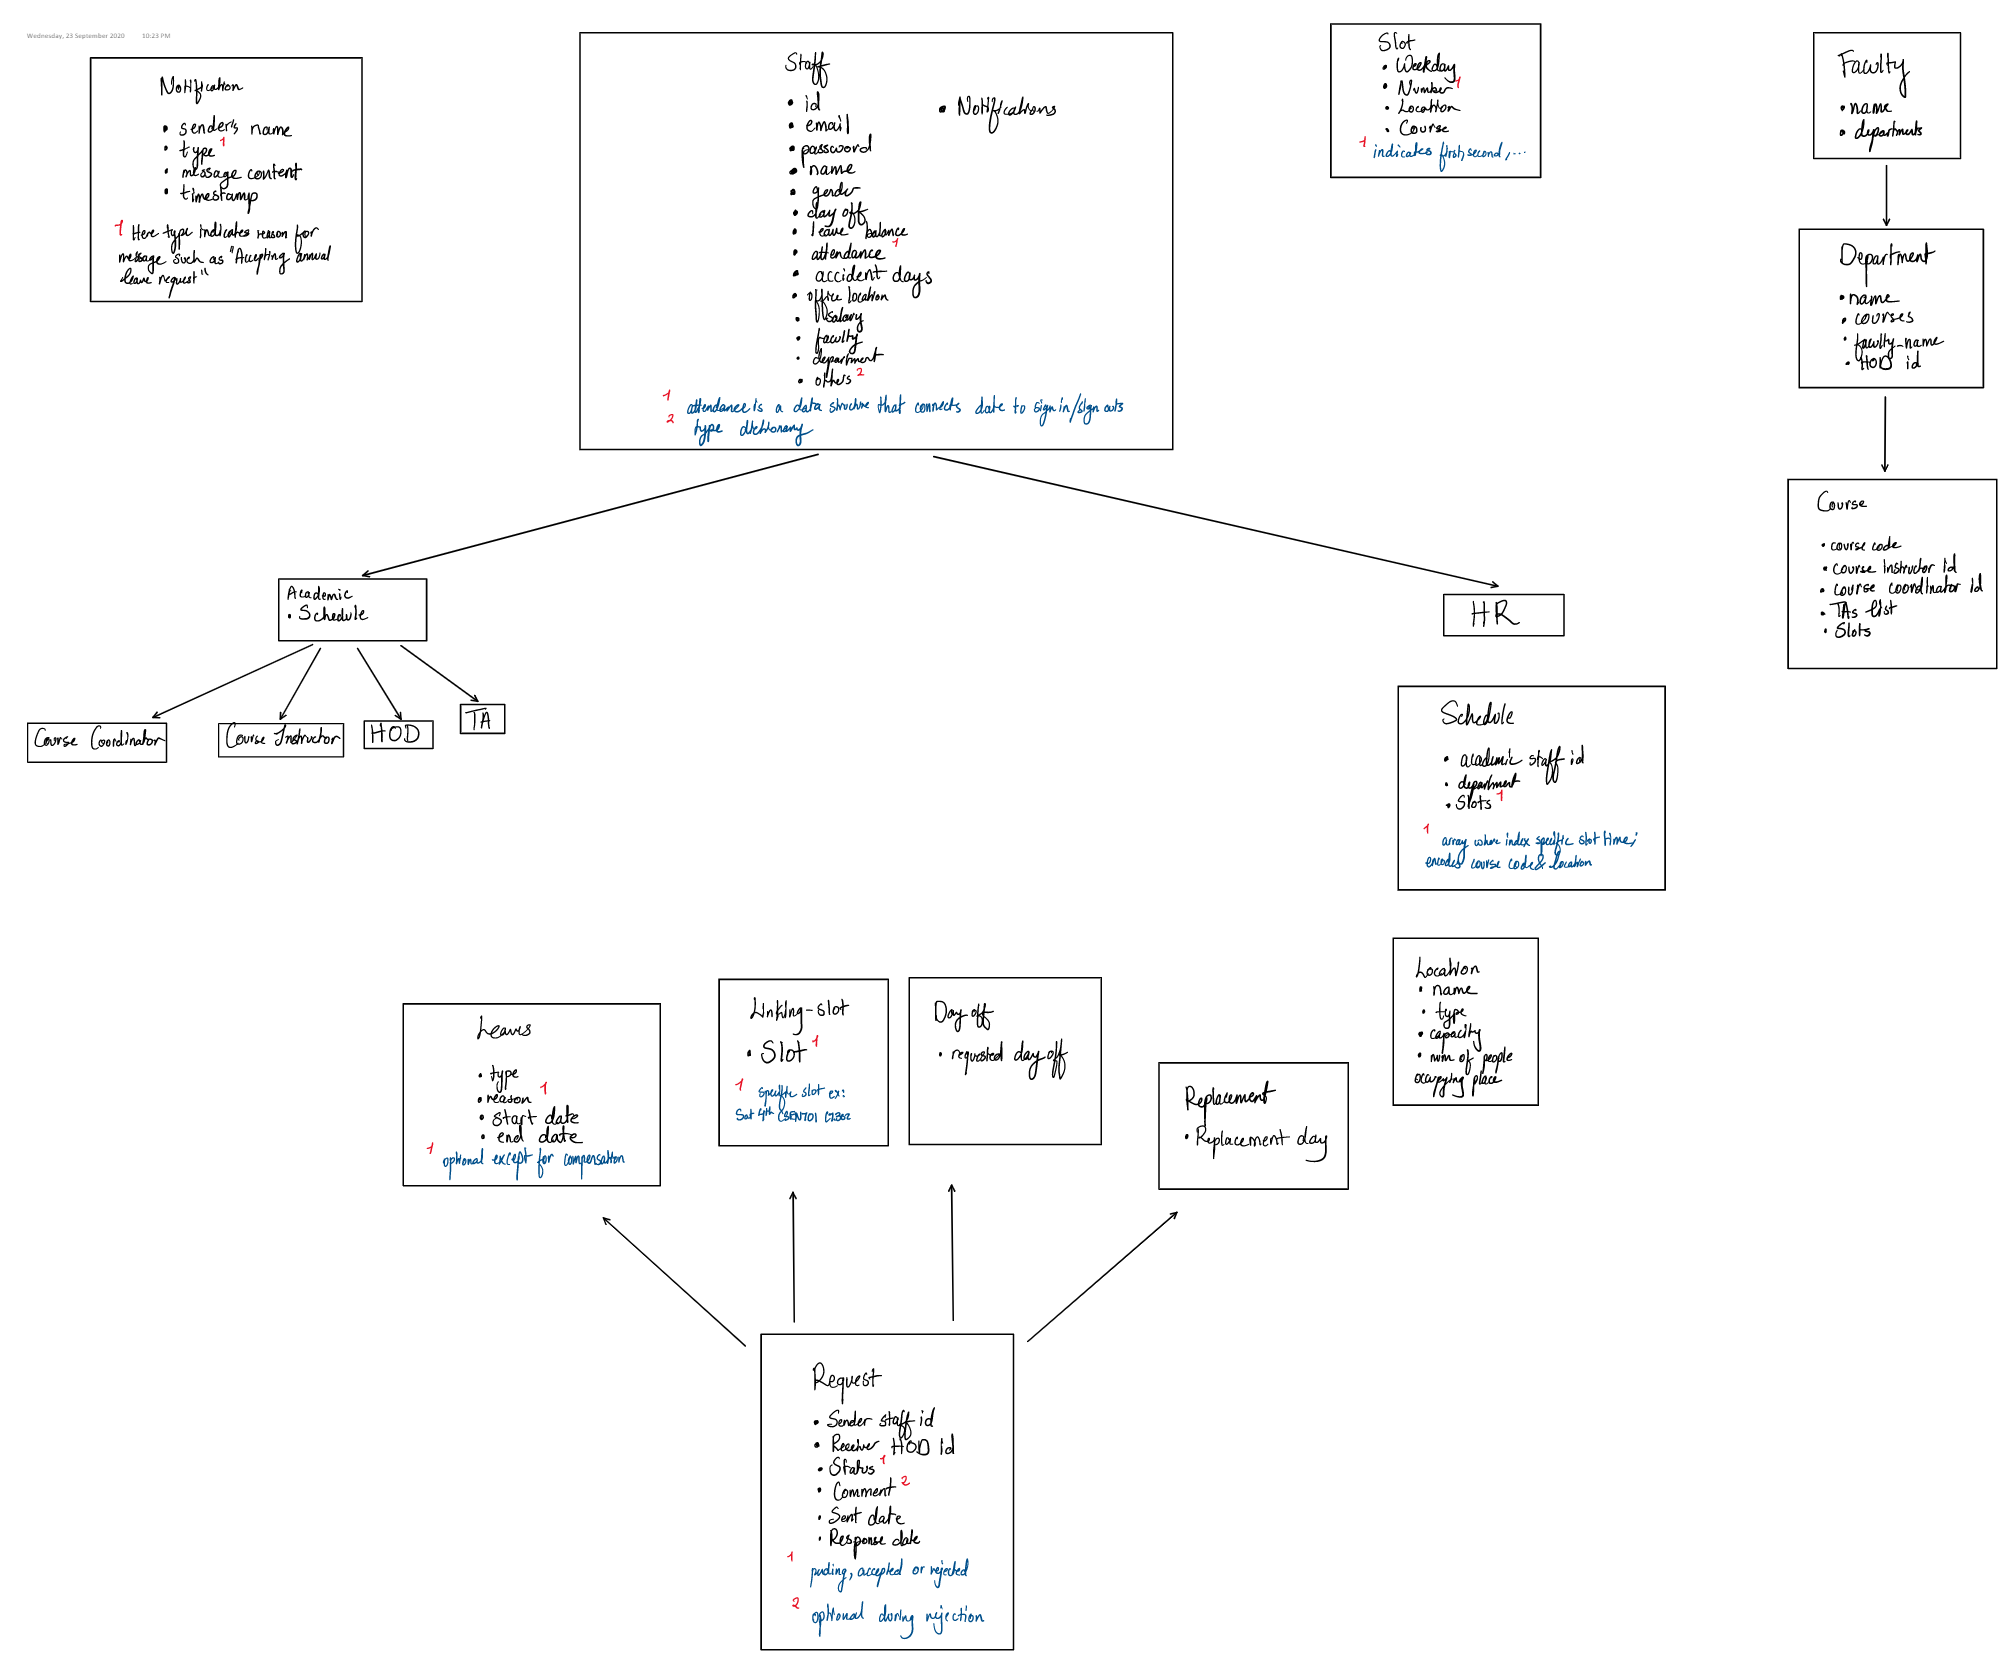 Wednesday, 23 September 2020 10:23 PM
Notification
• sender's name
• type 1
• message content
• timestamp
1 Here type indicates reason for
message such as "Accepting annual
leave request"
Staff
• id
• email
• password
• name
• gender
• day off
• leave balance
• attendance 1
• accident days
• office location
• salary
• faculty
• department
• others 2
• Notifications
1 attendance is a data structure that connects date to sign in/sign outs
2 type dictionary
Slot
• Weekday
• Number 1
• Location
• Course
1 indicates first, second, ...
Faculty
• name
• departments
Department
• name
• courses
• faculty_name
• HOD id
Course
• course code
• course instructor id
• course coordinator id
• TAs list
• Slots
Academic
• Schedule
HR
Course Coordinator
Course Instructor
HOD
TA
Schedule
• academic staff id
• department
• Slots 1
1 array where index specific slot time;
encodes course code & location
Location
• name
• type
• capacity
• num of people
occupying place
Leaves
• type
• reason 1
• start date
• end date
1 optional except for compensation
Linking-slot
• Slot 1
1 specific slot ex:
Sat 4th CSEN701
Day off
• requested day off
Replacement
• Replacement day
Request
• Sender staff id
• Receiver HOD id
• Status 1
• Comment 2
• Sent date
• Response date
1
pending, accepted or rejected
2
optional during rejection